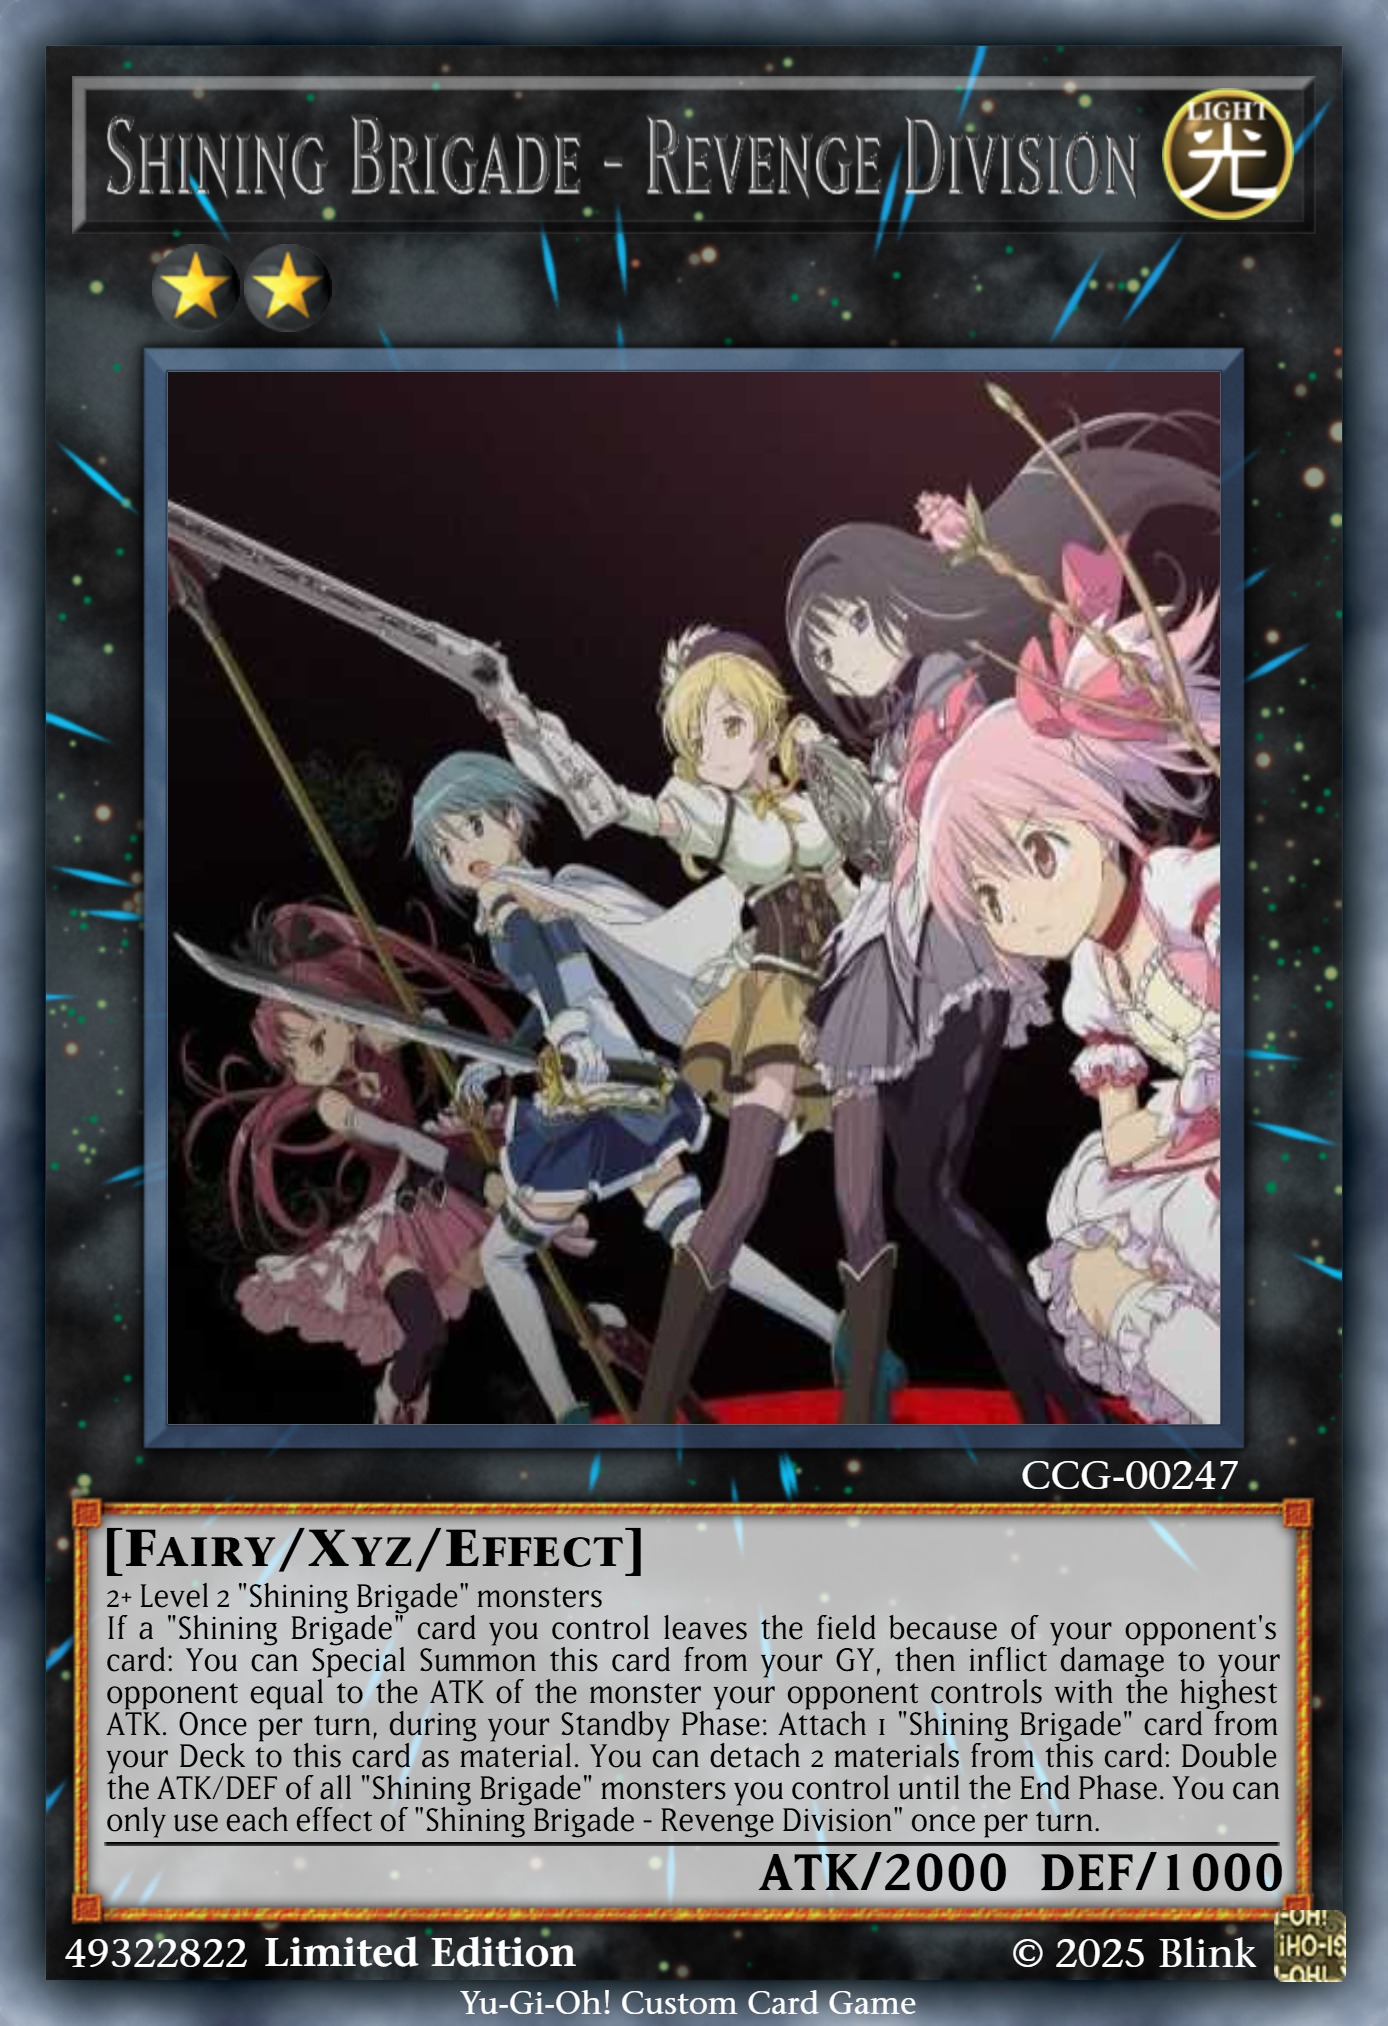 SHINING BRIGADE - REVENGE DIVISION
LIGHT
光
CCG-00247
[FAIRY/XYZ/EFFECT]
2+ Level 2 "Shining Brigade" monsters
If a "Shining Brigade" card you control leaves the field because of your opponent's
card: You can Special Summon this card from your GY, then inflict damage to your
opponent equal to the ATK of the monster your opponent controls with the highest
ATK. Once per turn, during your Standby Phase: Attach 1 "Shining Brigade" card from
your Deck to this card as material. You can detach 2 materials from this card: Double
the ATK/DEF of all "Shining Brigade" monsters you control until the End Phase. You can
only use each effect of "Shining Brigade - Revenge Division" once per turn.
ATK/2000 DEF/1000
49322822 Limited Edition
© 2025 Blink
Yu-Gi-Oh! Custom Card Game